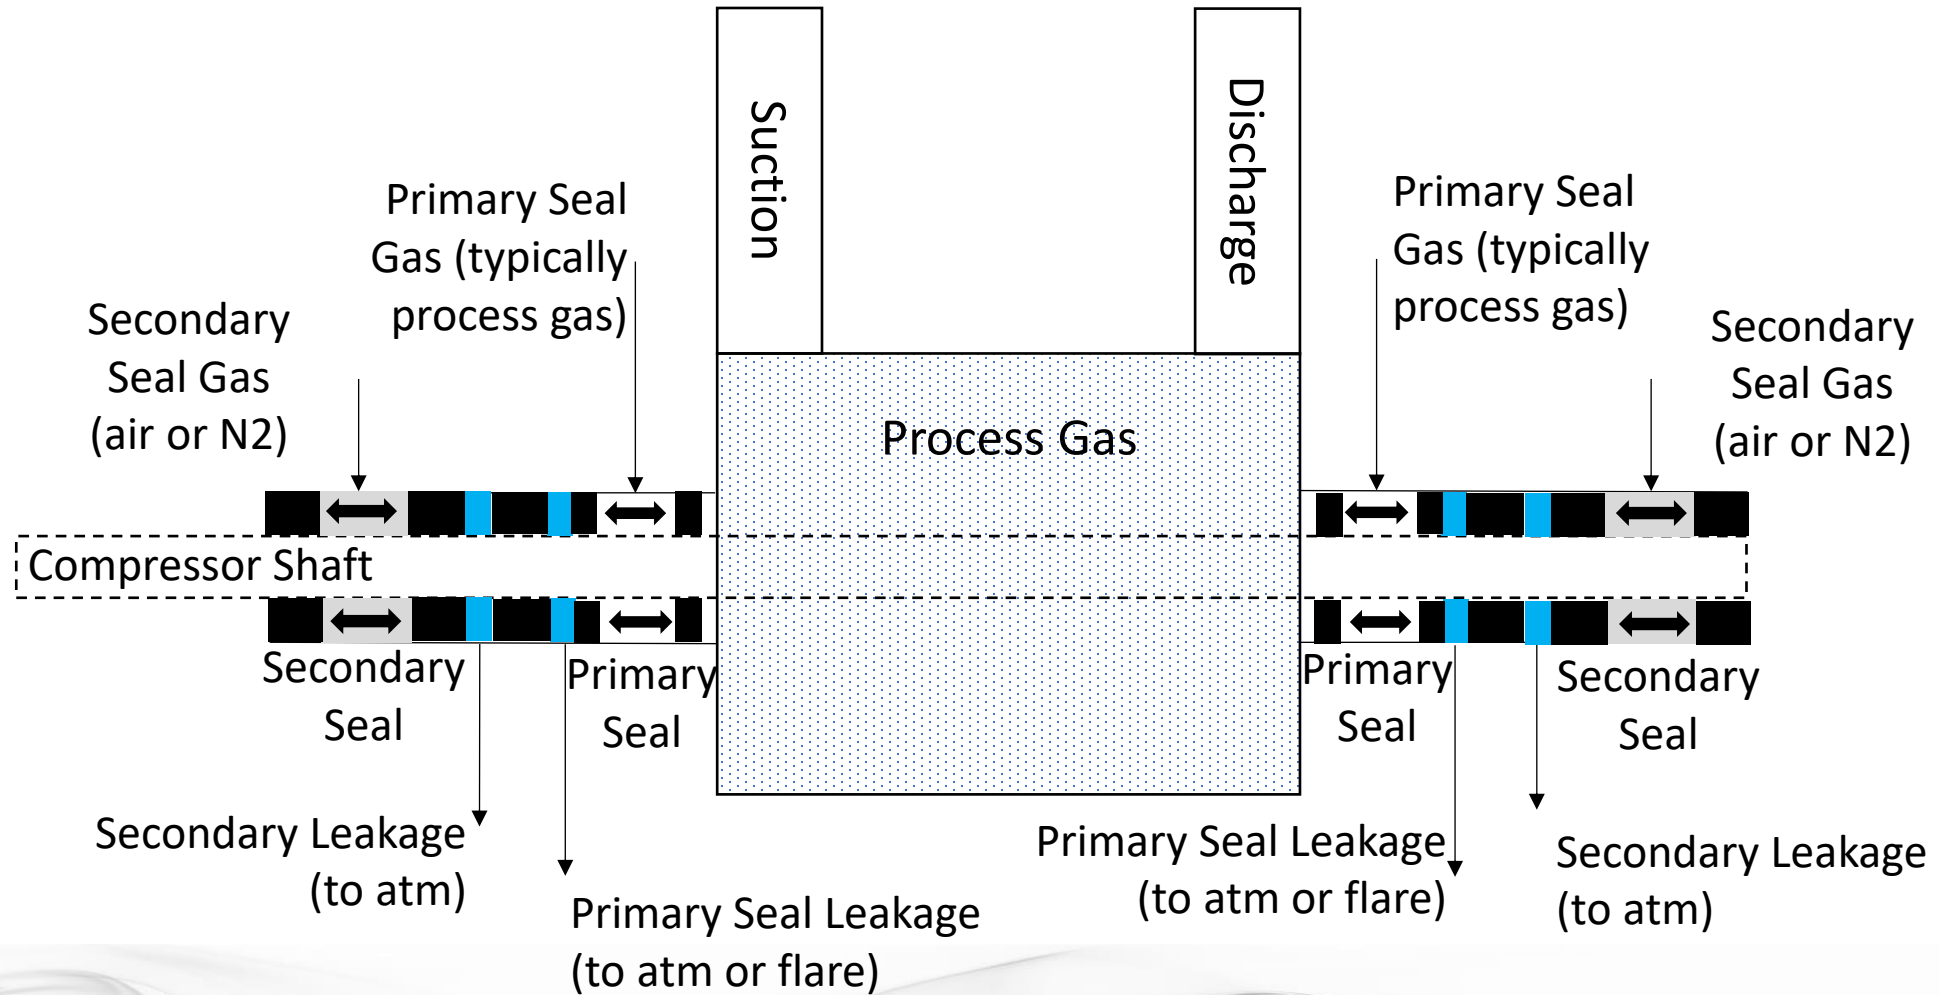 Suction
Discharge
Primary Seal
Gas (typically
process gas)
Primary Seal
Gas (typically
process gas)
Secondary
Seal Gas
(air or N2)
Secondary
Seal Gas
(air or N2)
Process Gas
Compressor Shaft
Secondary
Seal
Primary
Seal
Primary
Seal
Secondary
Seal
Secondary Leakage
(to atm)
Primary Seal Leakage
(to atm or flare)
Primary Seal Leakage
(to atm or flare)
Secondary Leakage
(to atm)